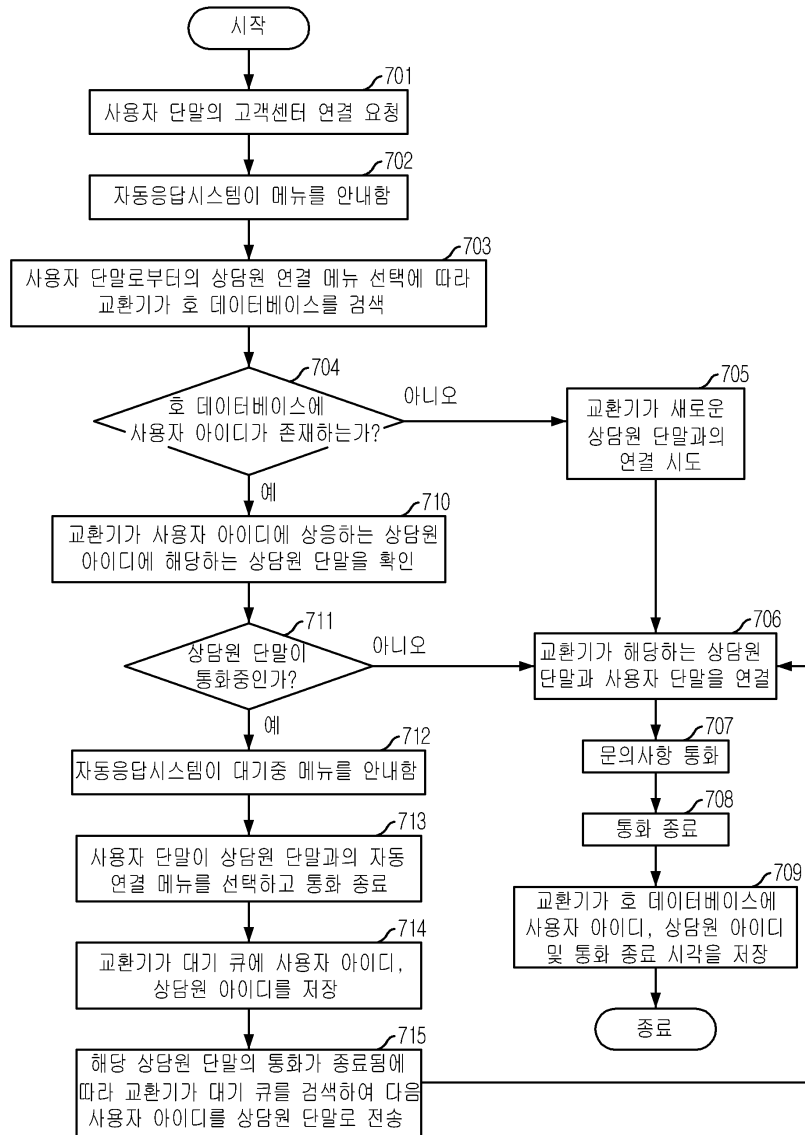 시작
701
사용자 단말의 고객센터 연결 요청
702
자동응답시스템이 메뉴를 안내함
703
사용자 단말로부터의 상담원 연결 메뉴 선택에 따라
교환기가 호 데이터베이스를 검색
704
호 데이터베이스에
사용자 아이디가 존재하는가?
아니오
705
교환기가 새로운
상담원 단말과의
연결 시도
예
710
교환기가 사용자 아이디에 상응하는 상담원
아이디에 해당하는 상담원 단말을 확인
711
상담원 단말이
통화중인가?
아니오
706
교환기가 해당하는 상담원
단말과 사용자 단말을 연결
예
707
문의사항 통화
712
자동응답시스템이 대기중 메뉴를 안내함
708
통화 종료
713
사용자 단말이 상담원 단말과의 자동
연결 메뉴를 선택하고 통화 종료
709
교환기가 호 데이터베이스에
사용자 아이디, 상담원 아이디
및 통화 종료 시각을 저장
714
교환기가 대기 큐에 사용자 아이디,
상담원 아이디를 저장
종료
715
해당 상담원 단말의 통화가 종료됨에
따라 교환기가 대기 큐를 검색하여 다음
사용자 아이디를 상담원 단말로 전송